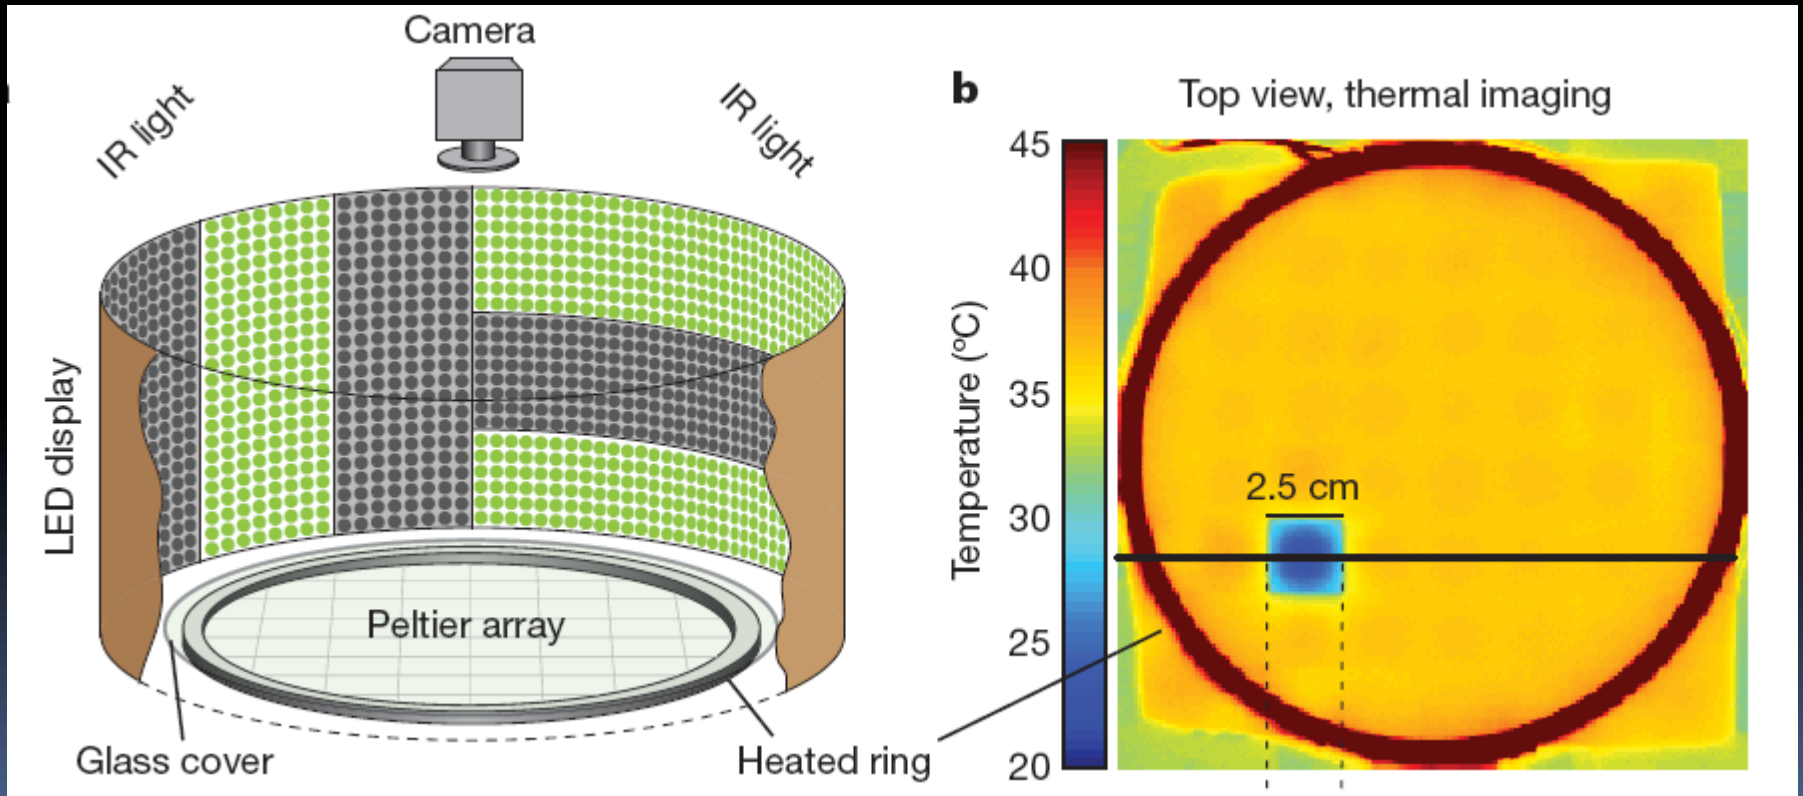 Camera
IR light
IR light
LED display
Peltier array
Glass cover
Heated ring
b
Top view, thermal imaging
Temperature (°C)
45
40
35
30
25
20
2.5 cm